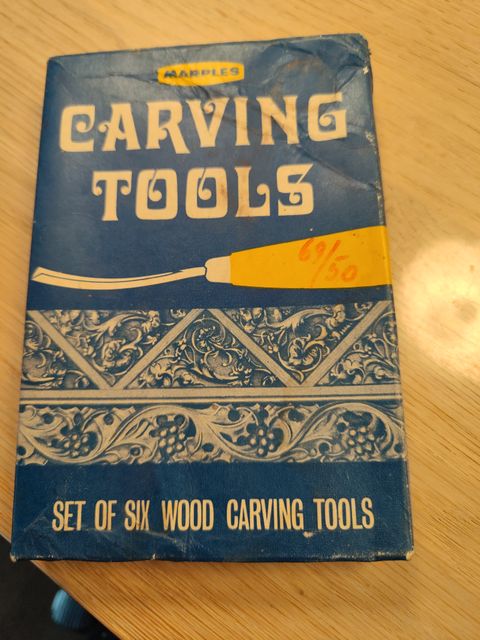 MARPLES
CARVING
TOOLS
69/50
SET OF SIX WOOD CARVING TOOLS